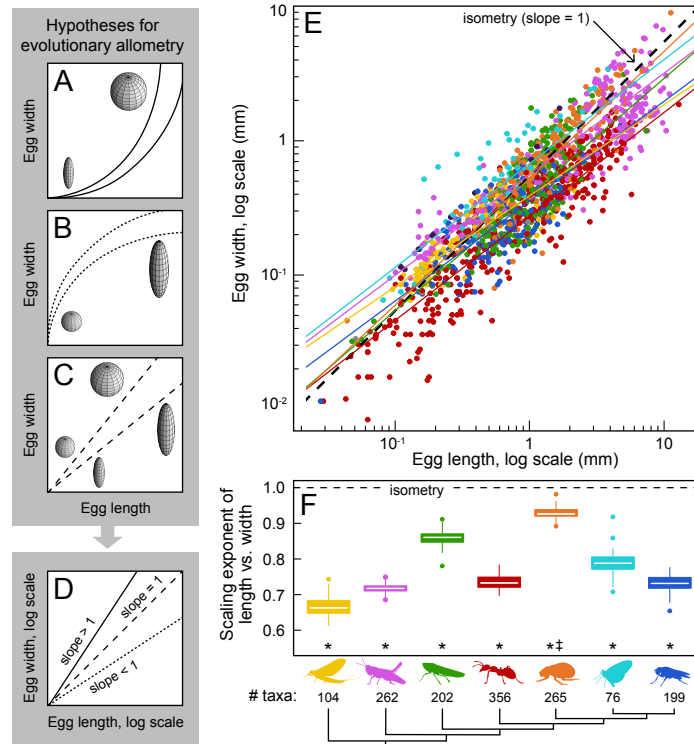 Hypotheses for
evolutionary allometry
A
Egg width
B
Egg width
C
Egg width
Egg length
D
Egg width, log scale
slope > 1
slope = 1
slope < 1
Egg length, log scale
E
isometry (slope = 1)
Egg width, log scale (mm)
10
1
10-1
10-2
10-1
1
10
Egg length, log scale (mm)
F
isometry
Scaling exponent of
length vs. width
1.0
0.9
0.8
0.7
0.6
* * * * *‡ * *
# taxa: 104 262 202 356 265 76 199